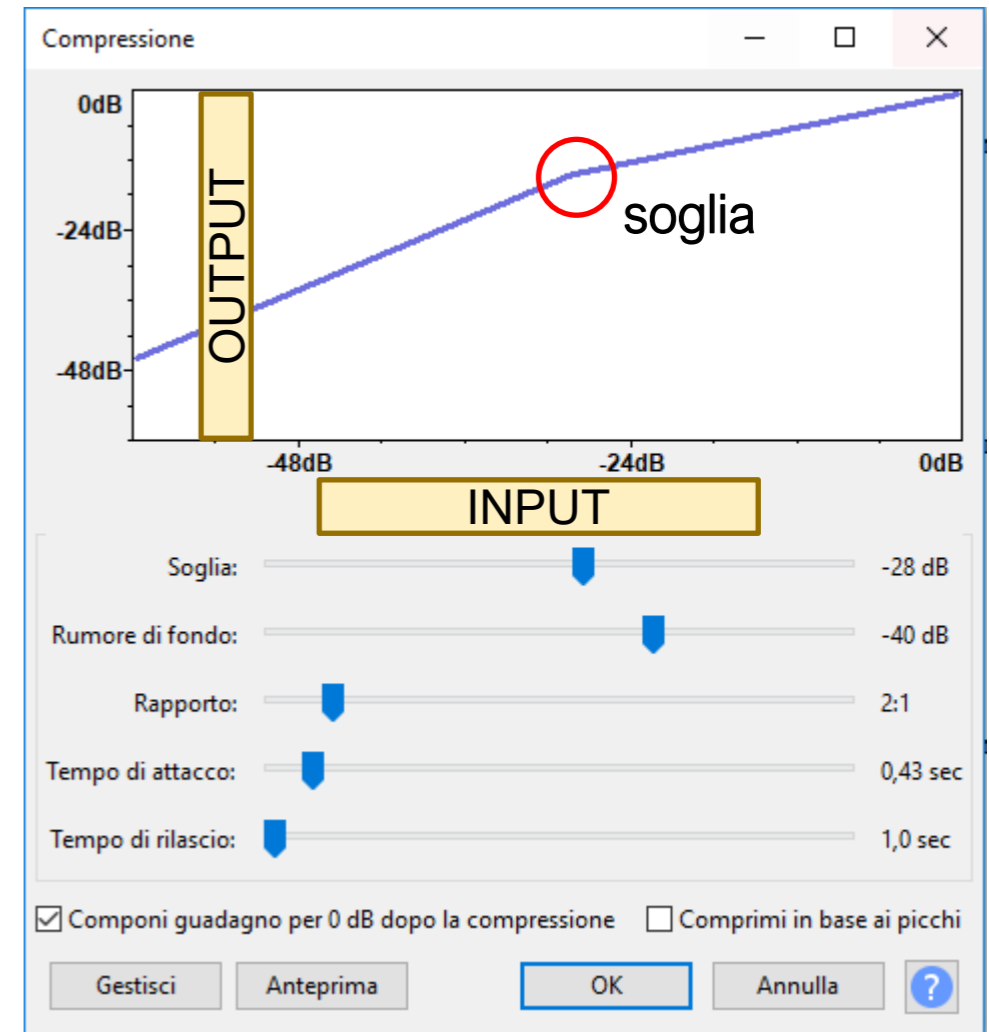 Compressione
0dB
OUTPUT
soglia
-24dB
-48dB
-48dB -24dB 0dB
INPUT
Soglia: -28 dB
Rumore di fondo: -40 dB
Rapporto: 2:1
Tempo di attacco: 0,43 sec
Tempo di rilascio: 1,0 sec
Componi guadagno per 0 dB dopo la compressione Comprimi in base ai picchi
Gestisci Anteprima OK Annulla ?